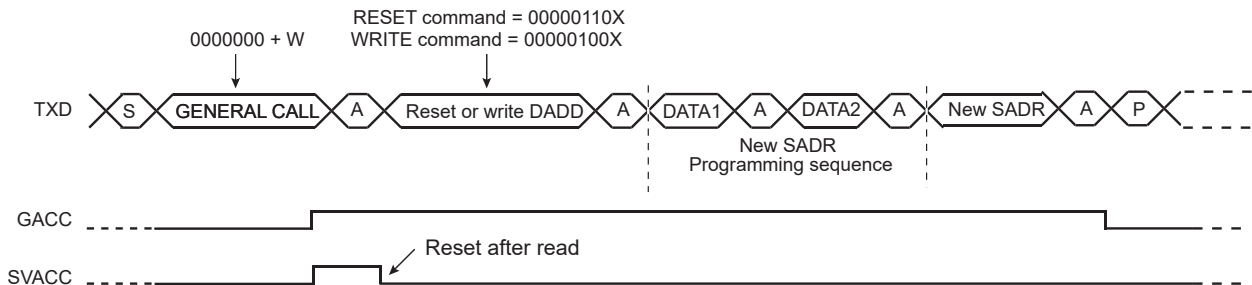 RESET command = 00000110X
0000000 + W WRITE command = 00000100X
TXD S GENERAL CALL A Reset or write DADD A DATA1 A DATA2 A New SADR A P
New SADR
Programming sequence
GACC
Reset after read
SVACC